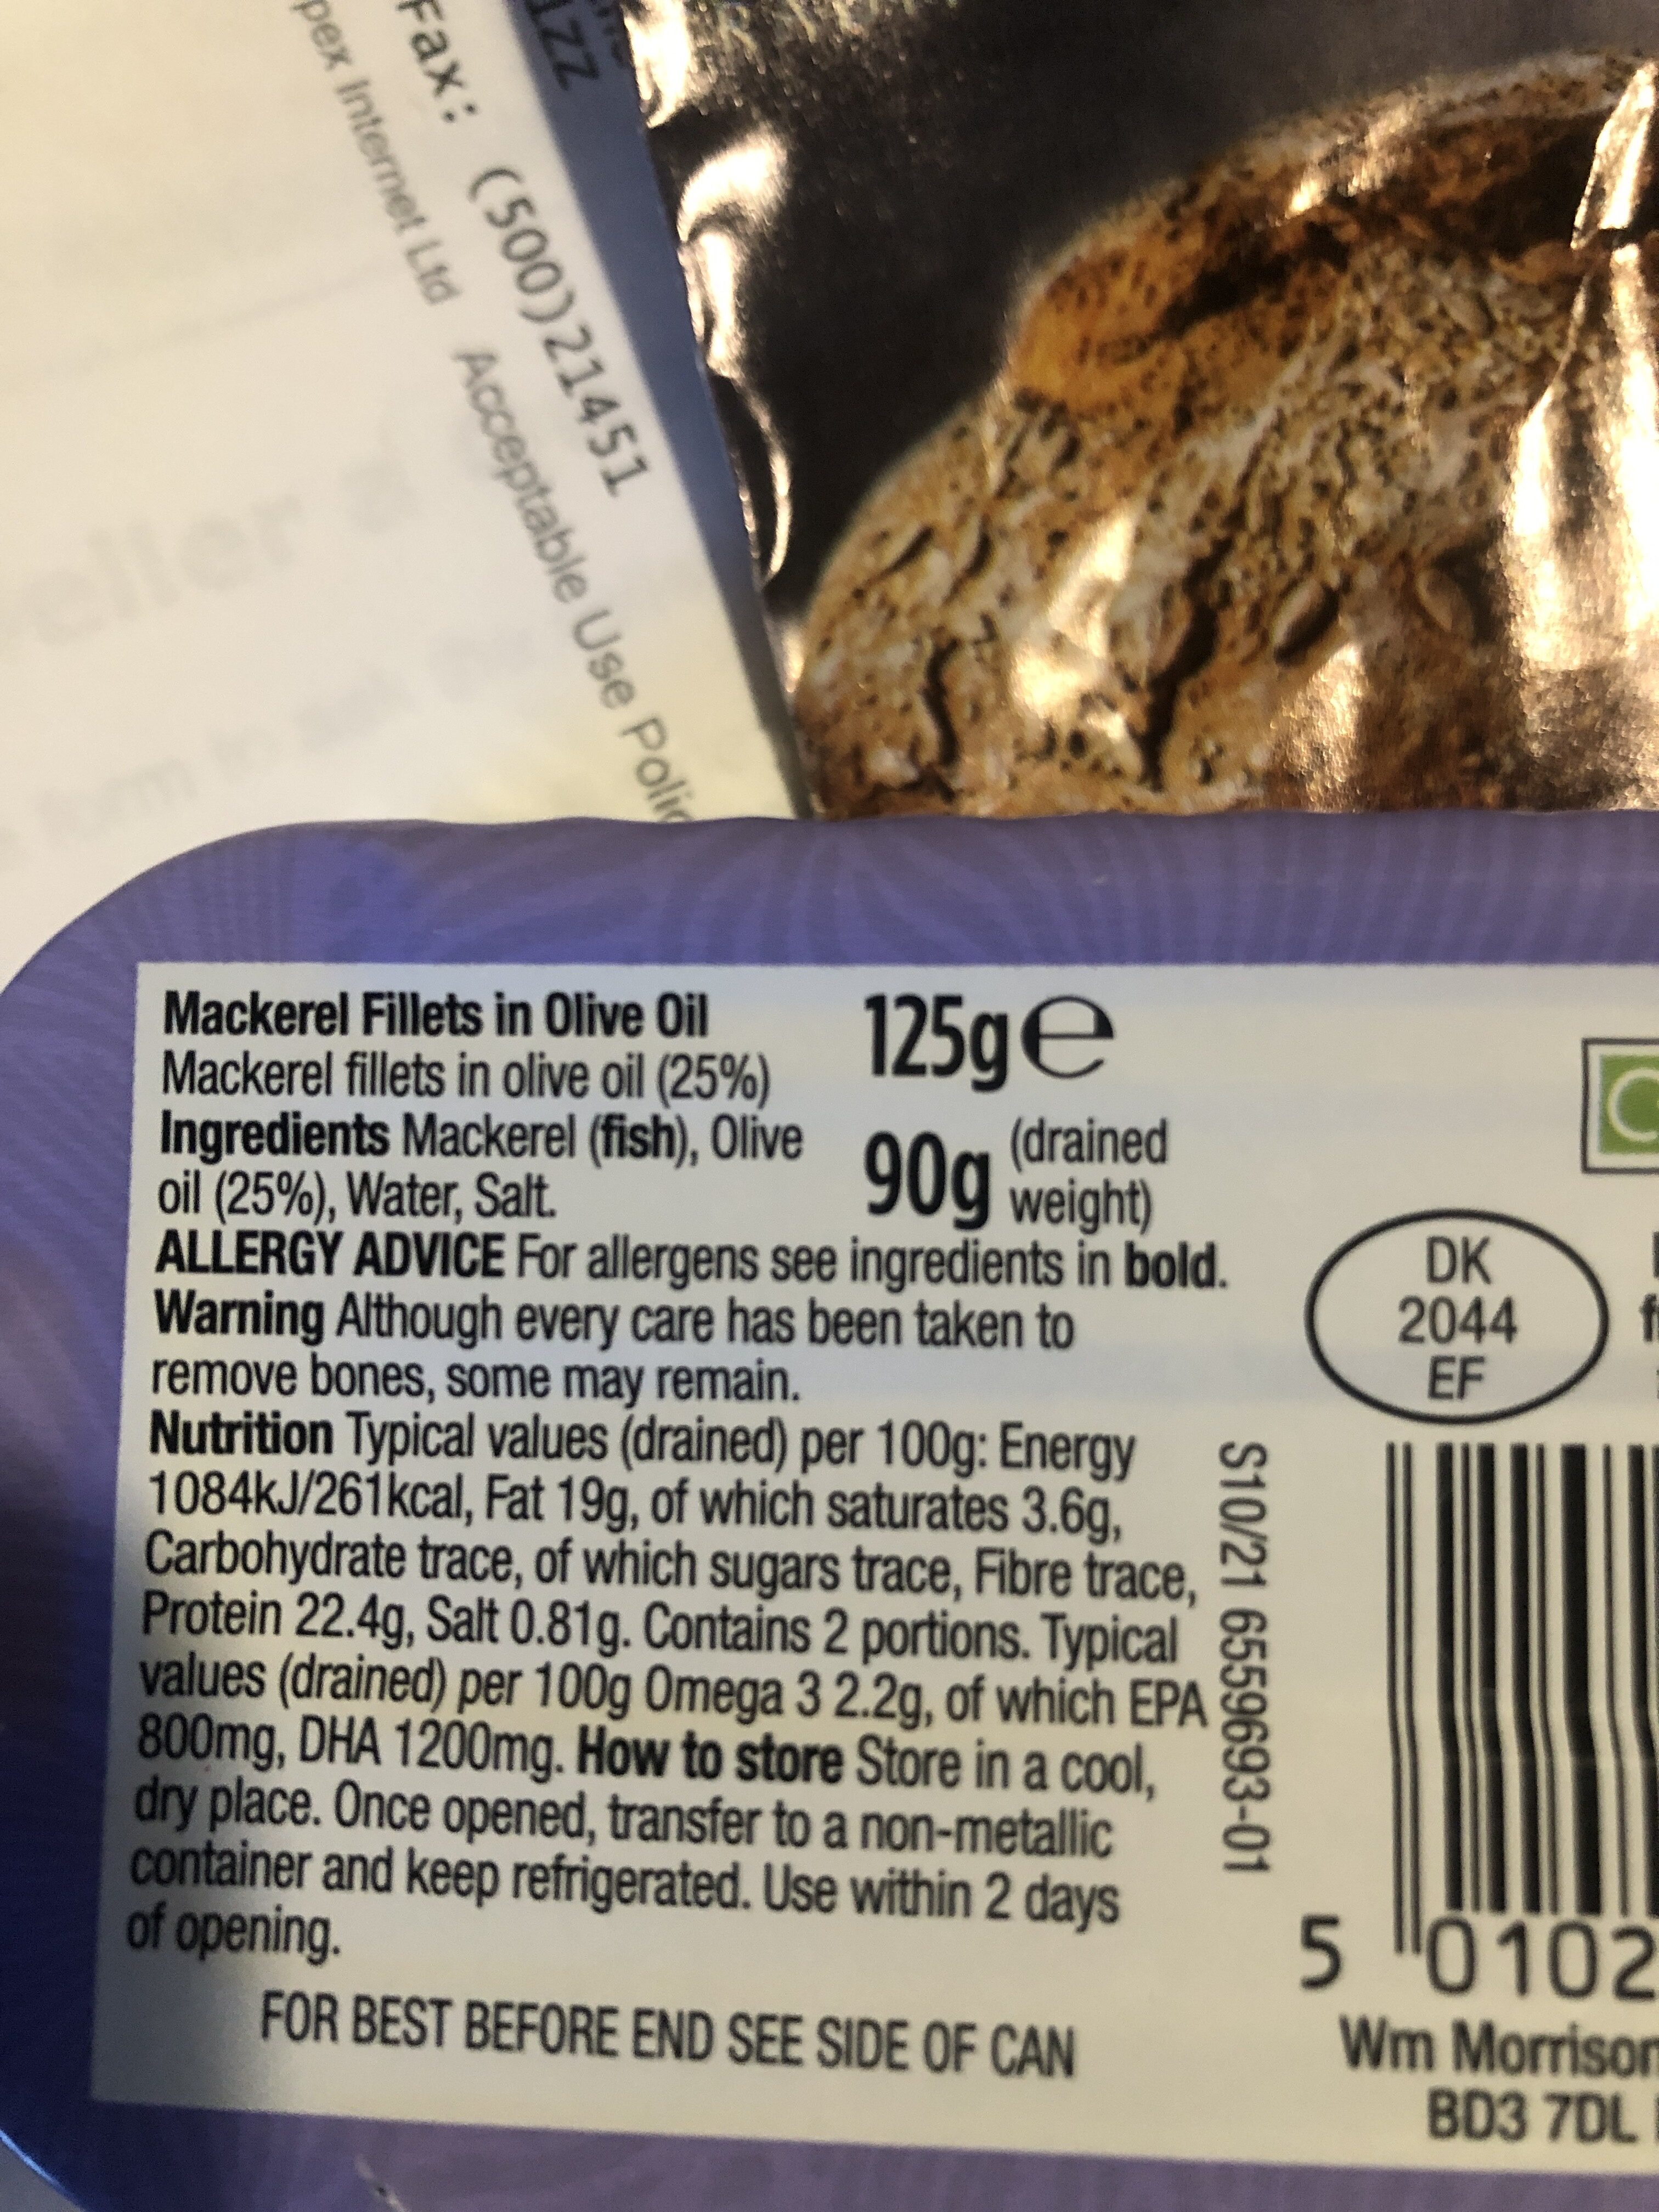 Fax: (500))21451
pex Internet Ltd Acceptable Use Polic
Mackerel Fillets in Olive Oil
Mackerel fillets in olive oil (25%)
Ingredients Mackerel (fish), Olive
oil (25%), Water, Salt.
125g e
90g (drained
weight)
ALLERGY ADVICE For allergens see ingredients in bold.
Warning Although every care has been taken to
remove bones, some may remain.
Nutrition Typical values (drained) per 100g: Energy
1084kJ/261kcal, Fat 19g, of which saturates 3.6g,
Carbohydrate trace, of which sugars trace, Fibre trace,
Protein 22.4g, Salt 0.81g. Contains 2 portions. Typical
values (drained) per 100g Omega 3 2.2g, of which EPA
800mg, DHA 1200mg. How to store Store in a cool,
dry place. Once opened, transfer to a non-metallic
container and keep refrigerated. Use within 2 days
of opening.
FOR BEST BEFORE END SEE SIDE OF CAN
S10/21 6559693-01
DK
2044
EF
5 0102
Wm Morrison
BD3 7DL